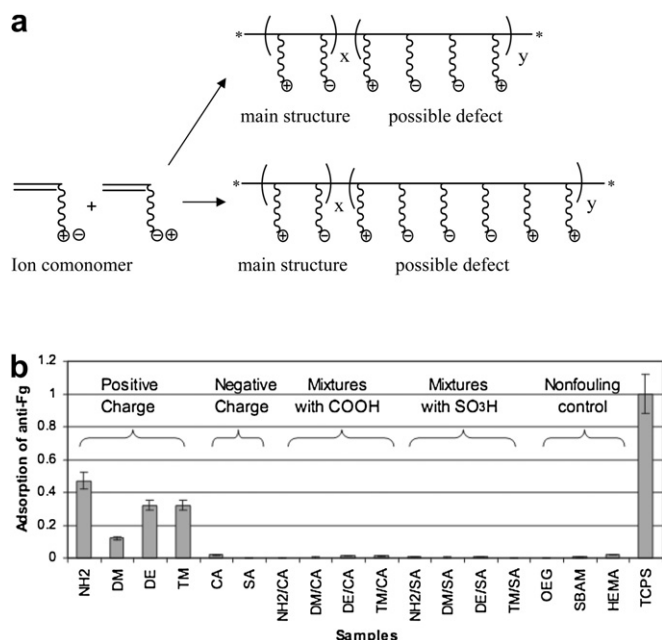 a
* x y *
⊕ ⊖ ⊕ ⊖ ⊖ ⊕
main structure possible defect
+
* x y *
⊕⊖ ⊖⊕ ⊕ ⊖ ⊕ ⊖ ⊖ ⊖ ⊕ ⊕
Ion comonomer main structure possible defect
b
Adsorption of anti-Fg
1.2
1
0.8
0.6
0.4
0.2
0
Positive Charge
Negative Charge
Mixtures with COOH
Mixtures with SO3H
Nonfouling control
NH2
DM
DE
TM
CA
SA
NH2/CA
DM/CA
DE/CA
TM/CA
NH2/SA
DM/SA
DE/SA
TM/SA
OEG
SBAM
HEMA
TCPS
Samples